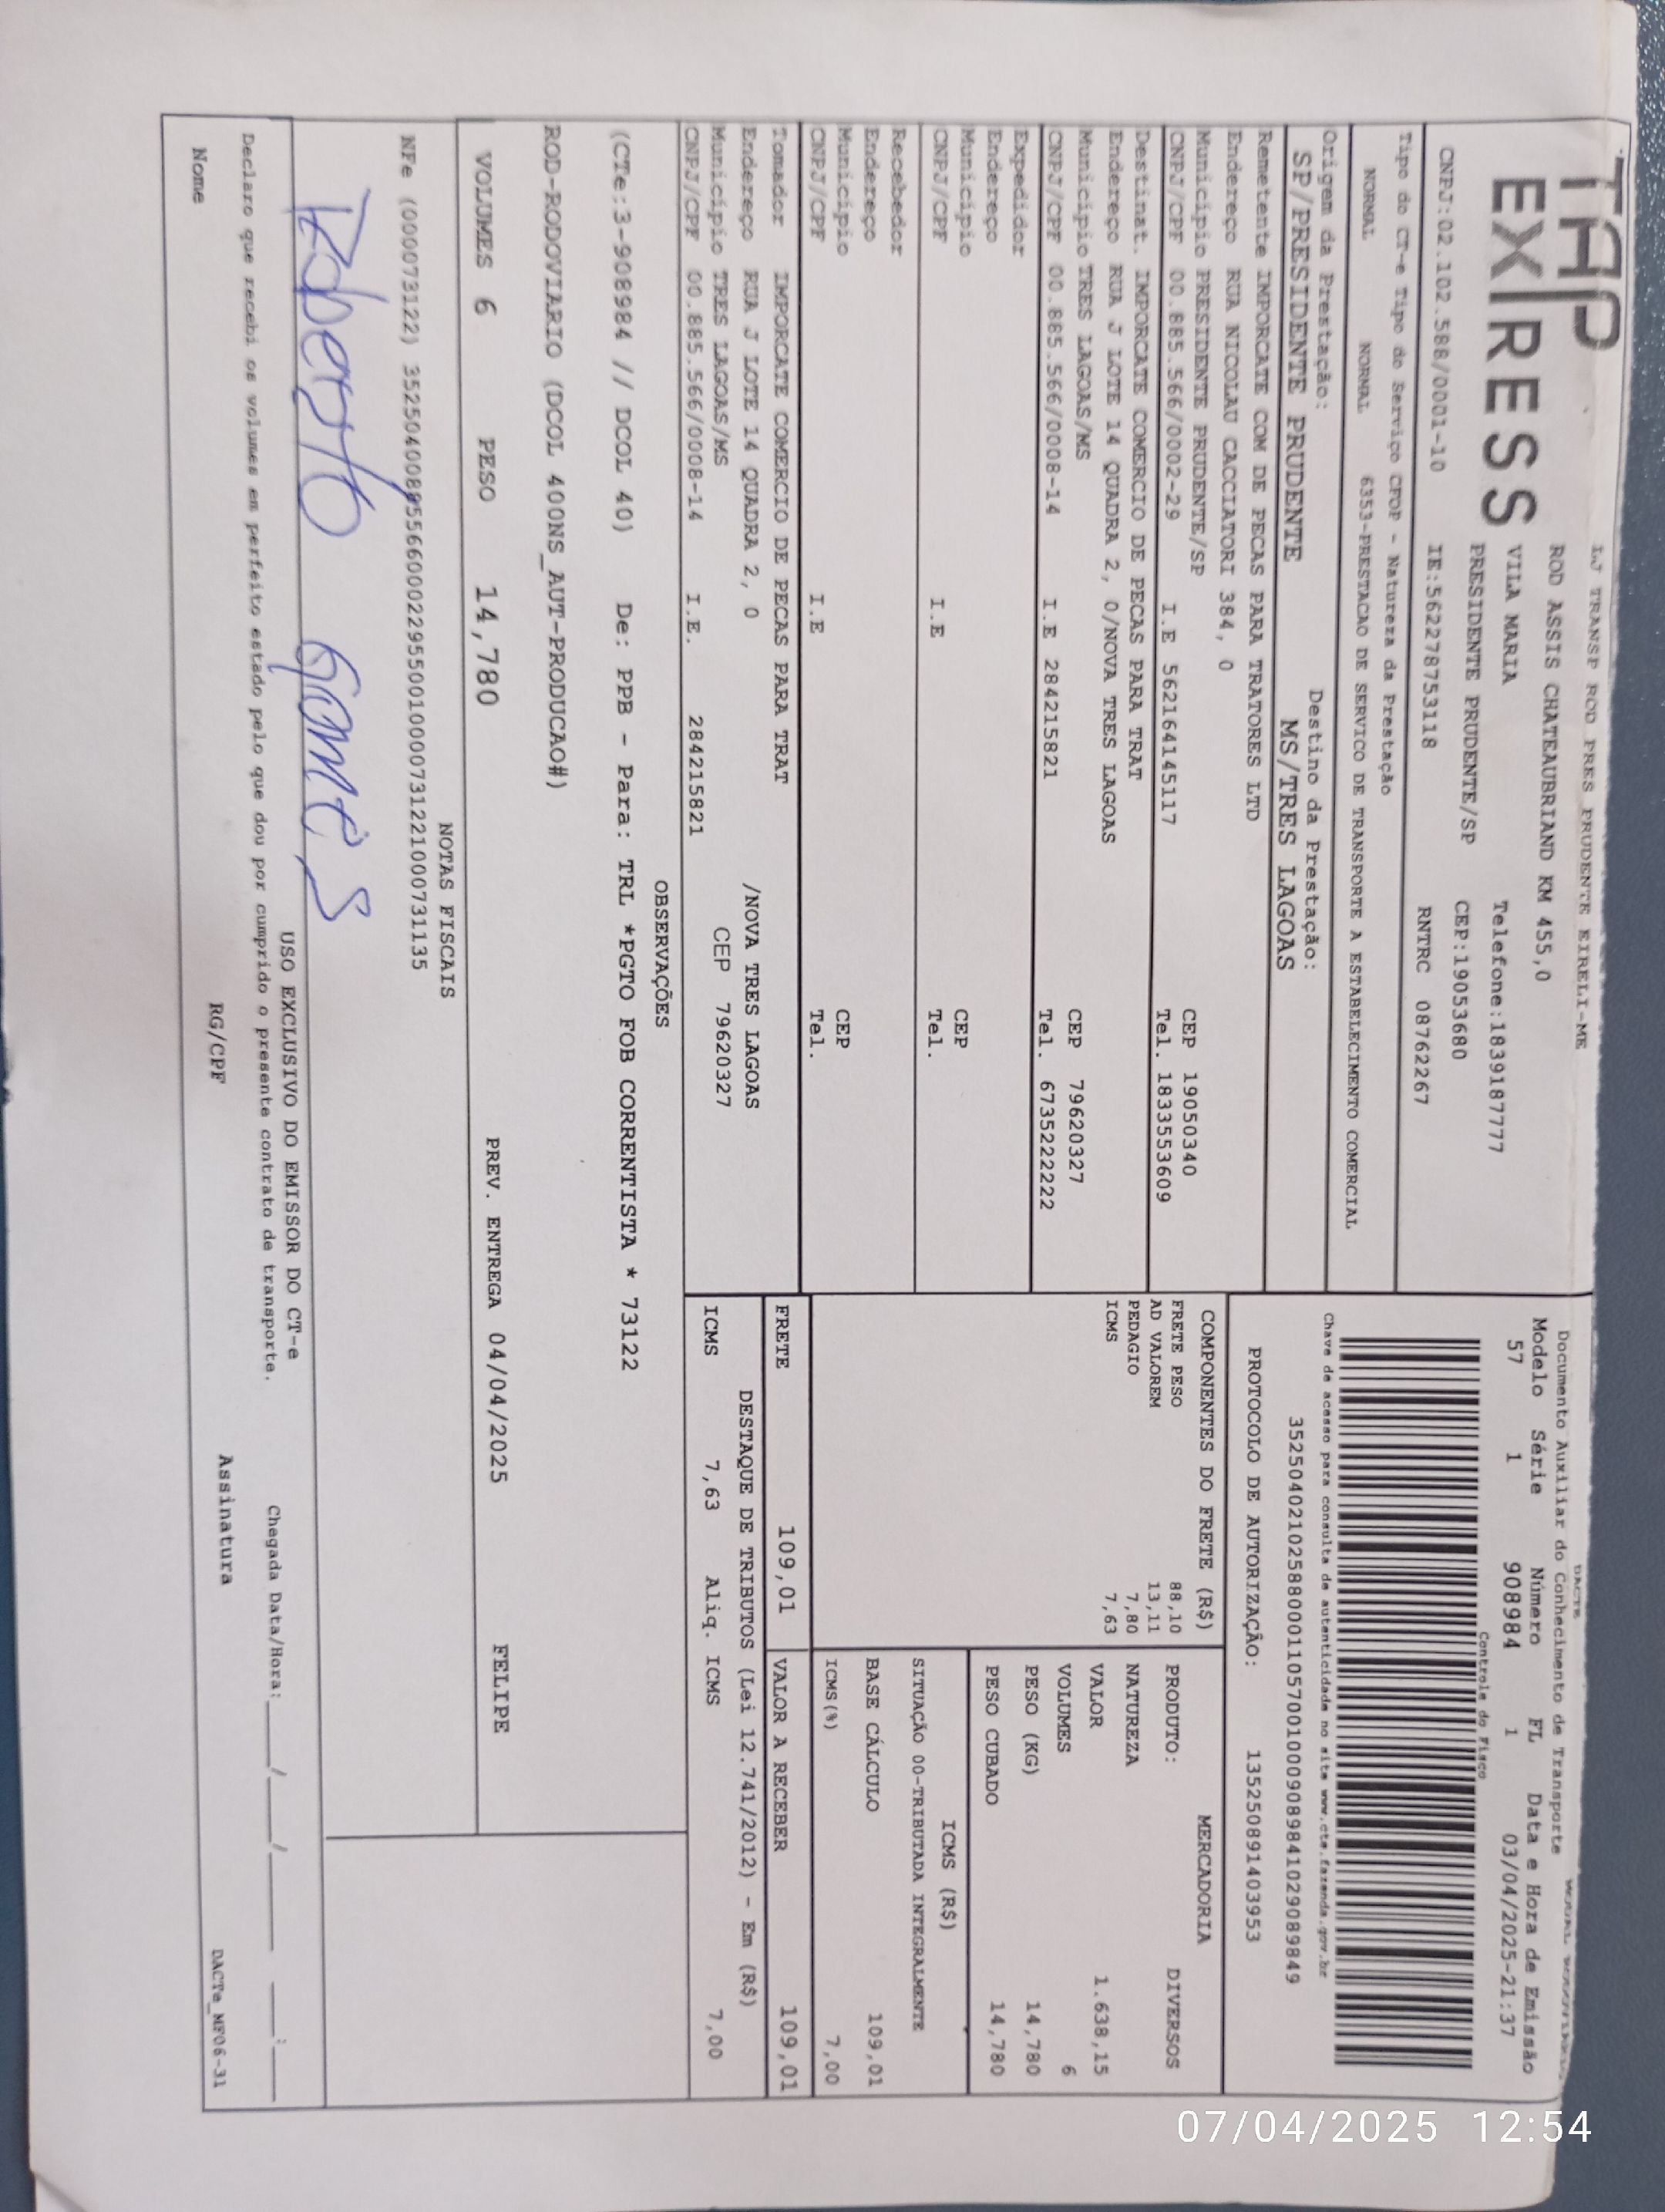 TAP
EXPRESS
LJ TRANSP ROD PRES PRUDENTE EIRELI-ME
ROD ASSIS CHATEAUBRIAND KM 455,0
VILA MARIA Telefone:1839187777
PRESIDENTE PRUDENTE/SP CEP:19053680
CNPJ:02.102.588/0001-10 IE:562278753118 RNTRC 08762267
Tipo do CT-e Tipo do Serviço CFOP - Natureza da Prestação
NORMAL NORMAL 6353-PRESTACAO DE SERVICO DE TRANSPORTE A ESTABELECIMENTO COMERCIAL
Origem da Prestação: Destino da Prestação:
SP/PRESIDENTE PRUDENTE MS/TRES LAGOAS
DACTE
Documento Auxiliar do Conhecimento de Transporte
Modelo Série Número FL Data e Hora de Emissão
57 1 908984 1 03/04/2025-21:37
Controle do Fisco
Chave de acesso para consulta de autenticidade no site www.cte.fazenda.gov.br
35250402102588000110570010009089841029089849
PROTOCOLO DE AUTORIZAÇÃO: 135250891403953
Remetente IMPORCATE COM DE PECAS PARA TRATORES LTD
Endereço RUA NICOLAU CACCIATORI 384, 0
Município PRESIDENTE PRUDENTE/SP CEP 19050340
CNPJ/CPF 00.885.566/0002-29 I.E 562164145117 Tel. 1833553609
Destinat. IMPORCATE COMERCIO DE PECAS PARA TRAT
Endereço RUA J LOTE 14 QUADRA 2, 0/NOVA TRES LAGOAS
Município TRES LAGOAS/MS CEP 79620327
CNPJ/CPF 00.885.566/0008-14 I.E 284215821 Tel. 6735222222
Expedidor
Endereço
Município CEP
CNPJ/CPF I.E Tel.
Recebedor
Endereço
Município CEP
CNPJ/CPF I.E Tel.
Tomador IMPORCATE COMERCIO DE PECAS PARA TRAT
Endereço RUA J LOTE 14 QUADRA 2, 0 /NOVA TRES LAGOAS
Município TRES LAGOAS/MS CEP 79620327
CNPJ/CPF 00.885.566/0008-14 I.E. 284215821
COMPONENTES DO FRETE (R$)
FRETE PESO 88,10
AD VALOREM 13,11
PEDAGIO 7,80
ICMS 7,63
MERCADORIA
PRODUTO: DIVERSOS
NATUREZA
VALOR 1.638,15
VOLUMES 6
PESO (KG) 14,780
PESO CUBADO 14,780
ICMS (R$)
SITUAÇÃO 00-TRIBUTADA INTEGRALMENTE
BASE CÁLCULO 109,01
ICMS(%) 7,00
FRETE 109,01 VALOR A RECEBER 109,01
DESTAQUE DE TRIBUTOS (Lei 12.741/2012) - Em (R$)
ICMS 7,63 Aliq. ICMS 7,00
OBSERVAÇÕES
(CTe:3-908984 // DCOL 40) De: PPB - Para: TRL *PGTO FOB CORRENTISTA * 73122
ROD-RODOVIARIO (DCOL 400NS_AUT-PRODUCAO#)
VOLUMES 6 PESO 14,780 PREV. ENTREGA 04/04/2025 FELIPE
NOTAS FISCAIS
NFe (000073122) 35250400885566000229550010000731221000731135
Roberto Gomes
USO EXCLUSIVO DO EMISSOR DO CT-e
Declaro que recebi os volumes em perfeito estado pelo que dou por cumprido o presente contrato de transporte. Chegada Data/Hora:____/____/____ ____:____
Nome RG/CPF Assinatura DACTe_MF06-31
07/04/2025 12:54